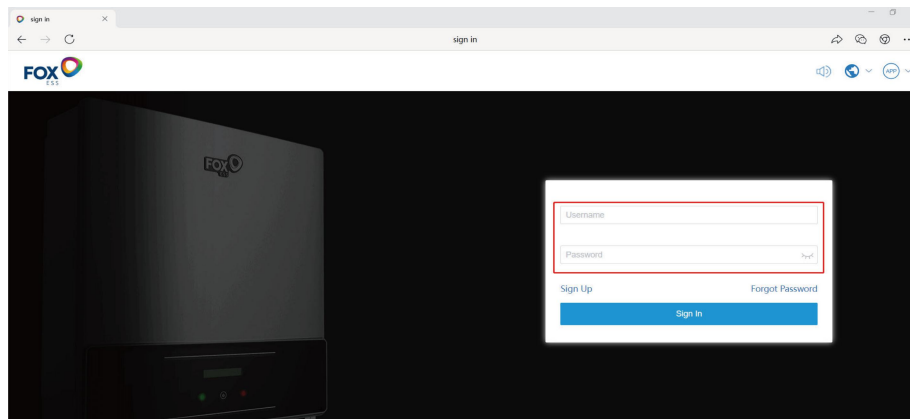 sign in
sign in
FOX
ESS
APP
FOX
Username
Password
Sign Up
Forgot Password
Sign In